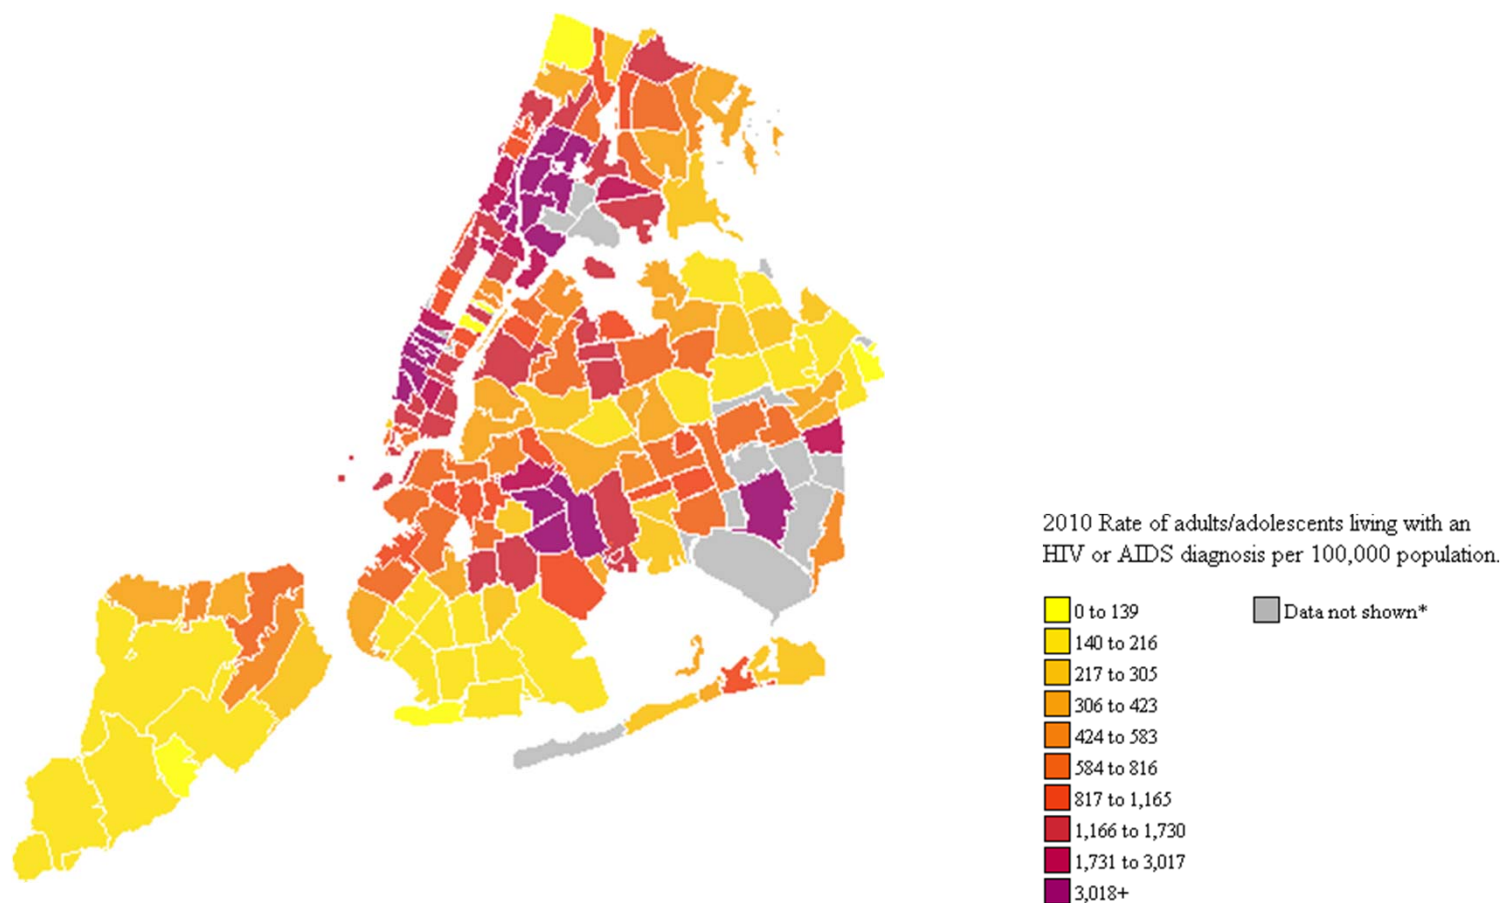 2010 Rate of adults/adolescents living with an
HIV or AIDS diagnosis per 100,000 population.
0 to 139
Data not shown*
140 to 216
217 to 305
306 to 423
424 to 583
584 to 816
817 to 1,165
1,166 to 1,730
1,731 to 3,017
3,018+